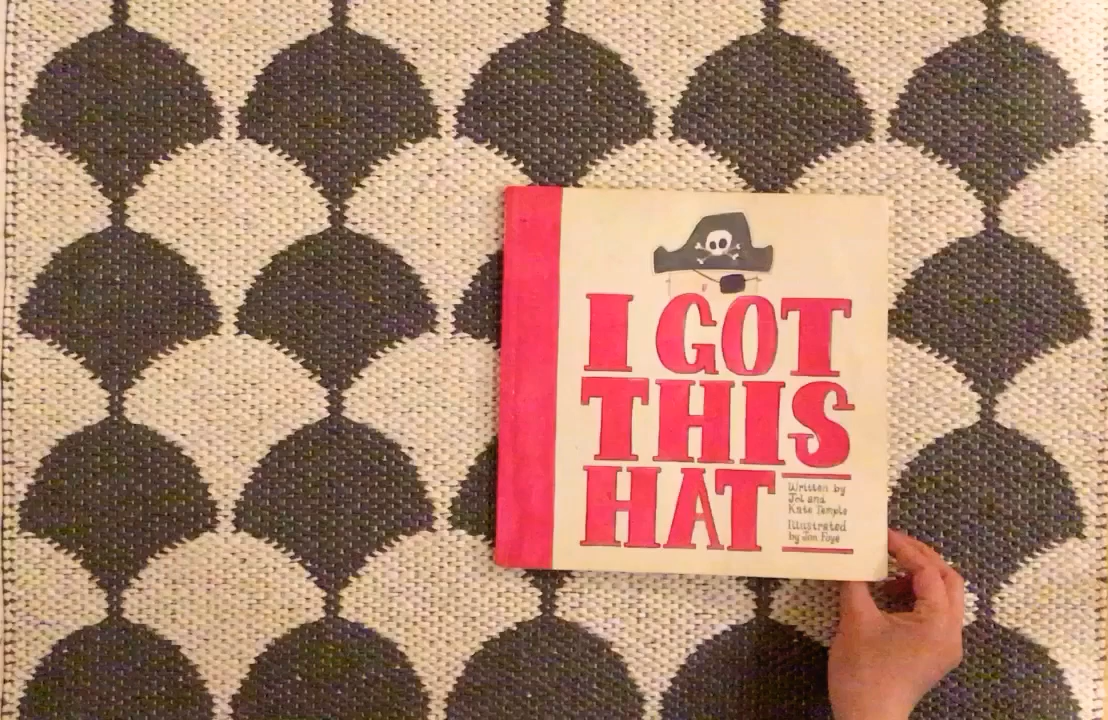 I GOT
THIS
HAT
Written by
Jol and
Kate Temple
Illustrated
by Jon Foye